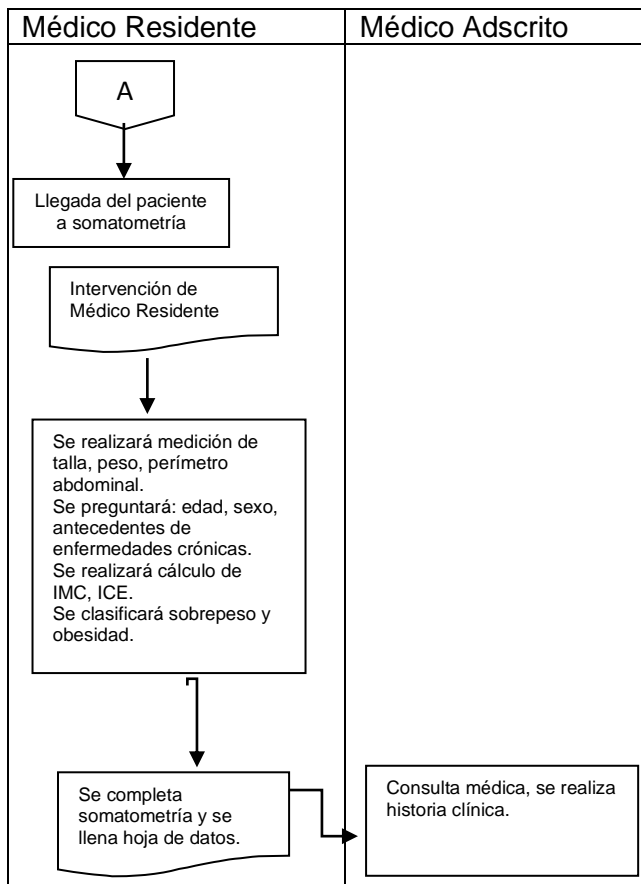 Médico Residente
Médico Adscrito
A
Llegada del paciente
a somatometría
Intervención de
Médico Residente
Se realizará medición de
talla, peso, perímetro
abdominal.
Se preguntará: edad, sexo,
antecedentes de
enfermedades crónicas.
Se realizará cálculo de
IMC, ICE.
Se clasificará sobrepeso y
obesidad.
Se completa
somatometría y se
llena hoja de datos.
Consulta médica, se realiza
historia clínica.